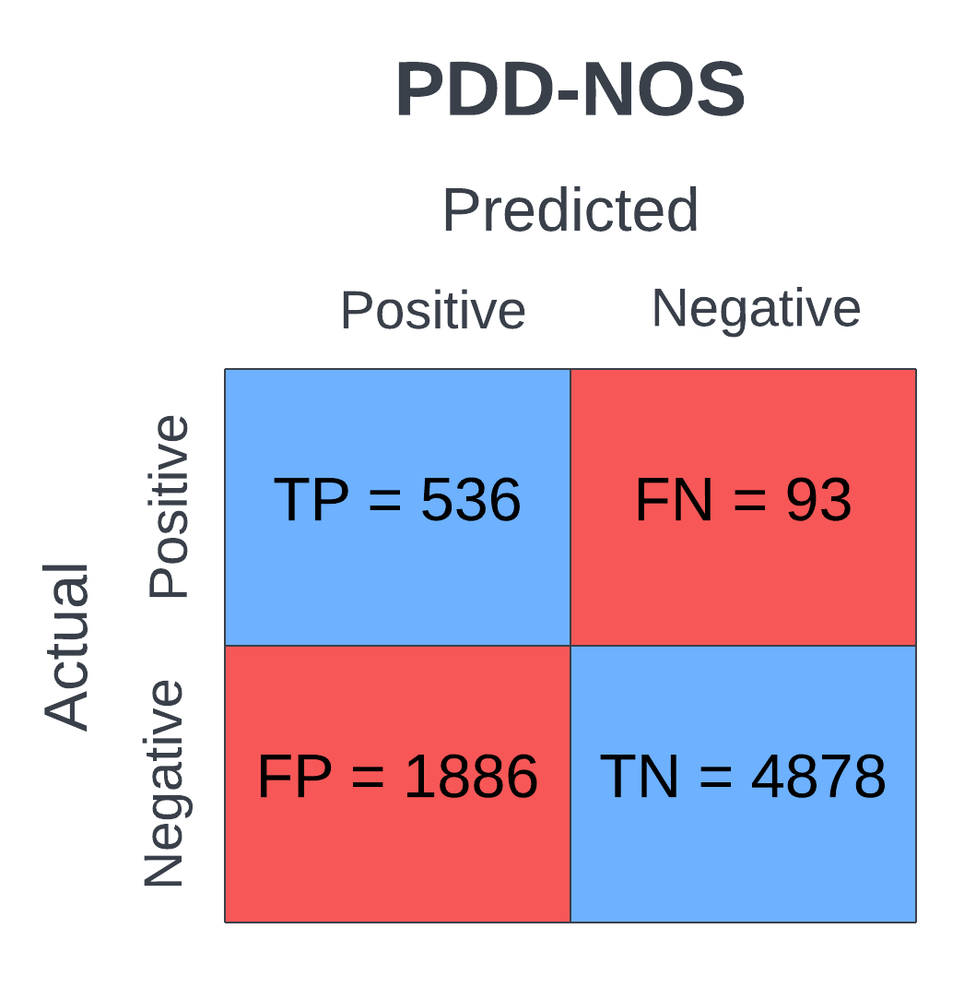 PDD-NOS
Predicted
Positive
Negative
Actual
Positive
TP = 536
FN = 93
Negative
FP = 1886
TN = 4878